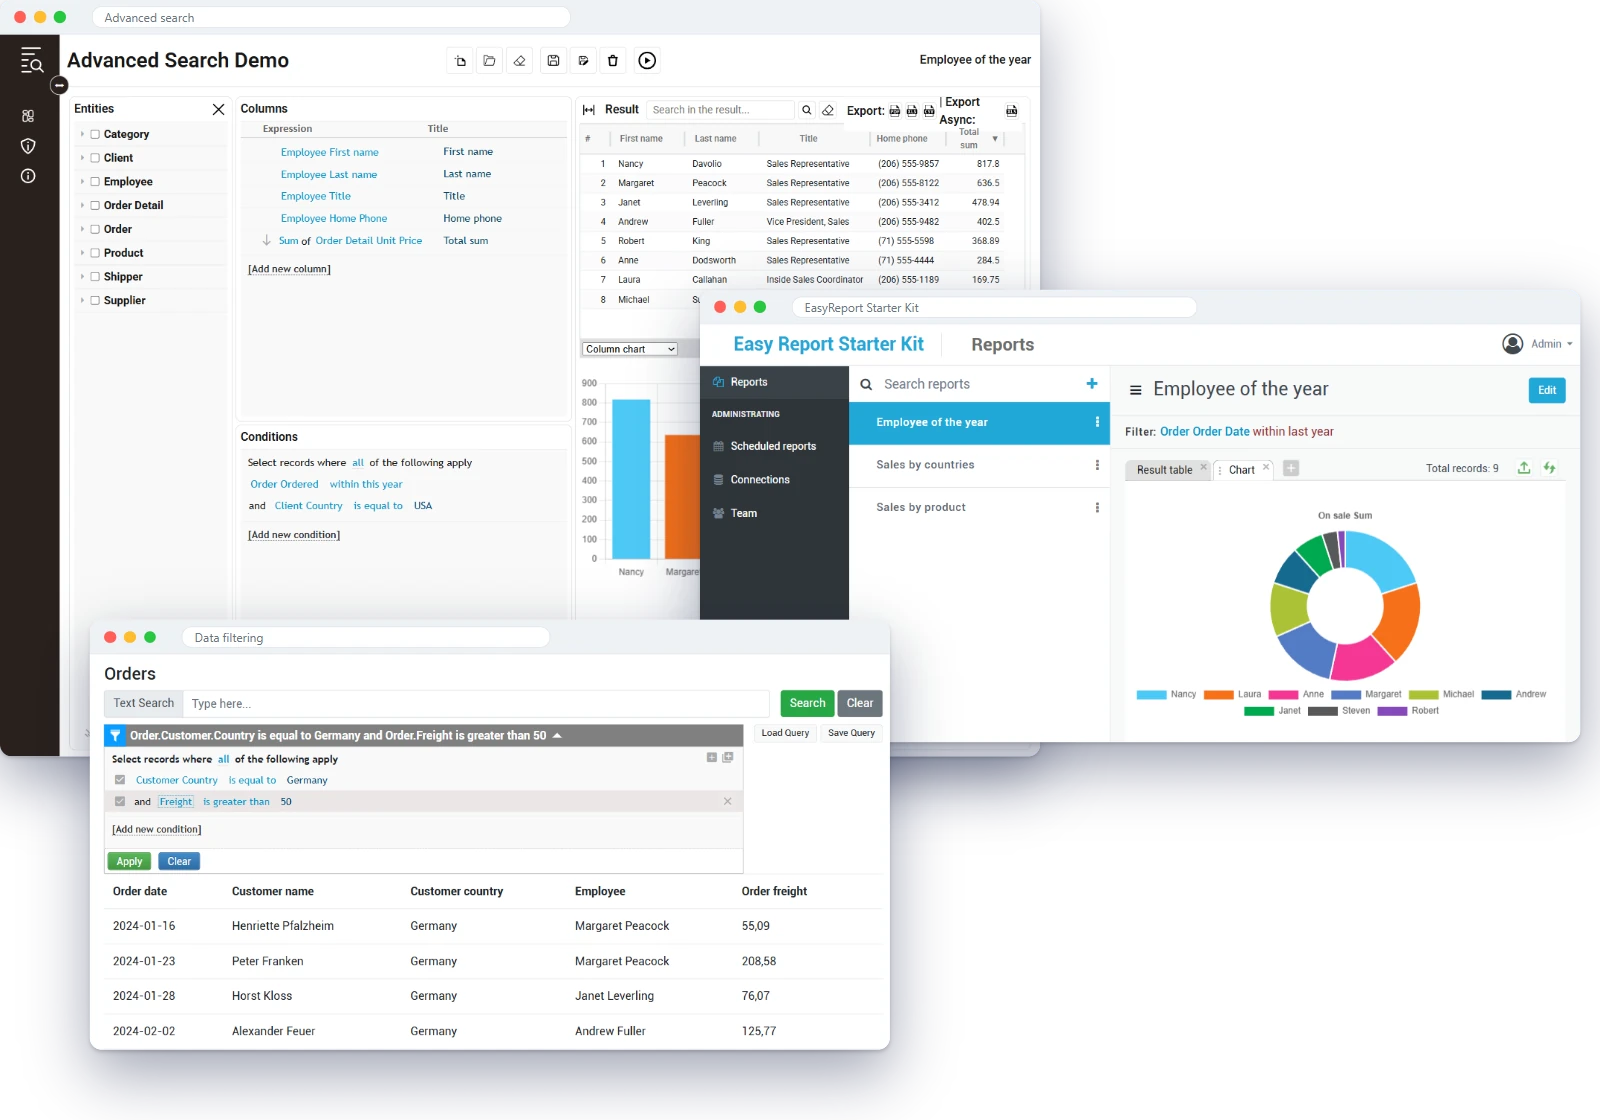 Advanced search
Advanced Search Demo
Employee of the year
Entities
Category
Client
Employee
Order Detail
Order
Product
Shipper
Supplier
Columns
Expression Title
Employee First name First name
Employee Last name Last name
Employee Title Title
Employee Home Phone Home phone
Sum of Order Detail Unit Price Total sum
[Add new column]
Conditions
Select records where all of the following apply
Order Ordered within this year
and Client Country is equal to USA
[Add new condition]
Result Search in the result... Export: | Export Async:
# First name Last name Title Home phone Total sum
1 Nancy Davolio Sales Representative (206) 555-9857 817.8
2 Margaret Peacock Sales Representative (206) 555-8122 636.5
3 Janet Leverling Sales Representative (206) 555-3412 478.94
4 Andrew Fuller Vice President, Sales (206) 555-9482 402.5
5 Robert King Sales Representative (71) 555-5598 368.89
6 Anne Dodsworth Sales Representative (71) 555-4444 284.5
7 Laura Callahan Inside Sales Coordinator (206) 555-1189 169.75
8 Michael
Column chart
900
800
700
600
500
400
300
200
100
0
Nancy Margare
EasyReport Starter Kit
Easy Report Starter Kit Reports
Admin
Reports
ADMINISTRATING
Scheduled reports
Connections
Team
Search reports
Employee of the year
Sales by countries
Sales by product
Employee of the year
Edit
Filter: Order Order Date within last year
Result table Chart Total records: 9
On sale Sum
Nancy Laura Anne Margaret Michael Andrew
Janet Steven Robert
Data filtering
Orders
Text Search Type here... Search Clear
Order.Customer.Country is equal to Germany and Order.Freight is greater than 50
Load Query Save Query
Select records where all of the following apply
Customer Country is equal to Germany
and Freight is greater than 50
[Add new condition]
Apply Clear
Order date Customer name Customer country Employee Order freight
2024-01-16 Henriette Pfalzheim Germany Margaret Peacock 55,09
2024-01-23 Peter Franken Germany Margaret Peacock 208,58
2024-01-28 Horst Kloss Germany Janet Leverling 76,07
2024-02-02 Alexander Feuer Germany Andrew Fuller 125,77